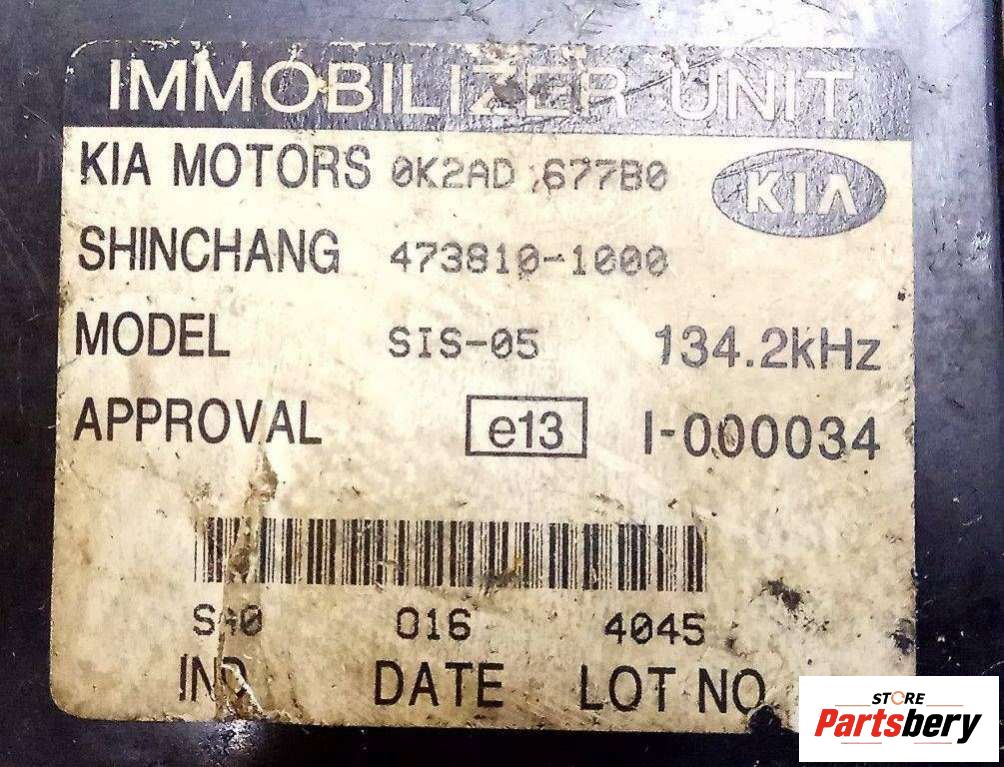 IMMOBILIZER UNIT
KIA MOTORS 0K2AD 677B0 KIA
SHINCHANG 473810-1000
MODEL SIS-05 134.2kHz
APPROVAL e13 I-000034
016 4045
IND DATE LOT NO
STORE
Partsbery